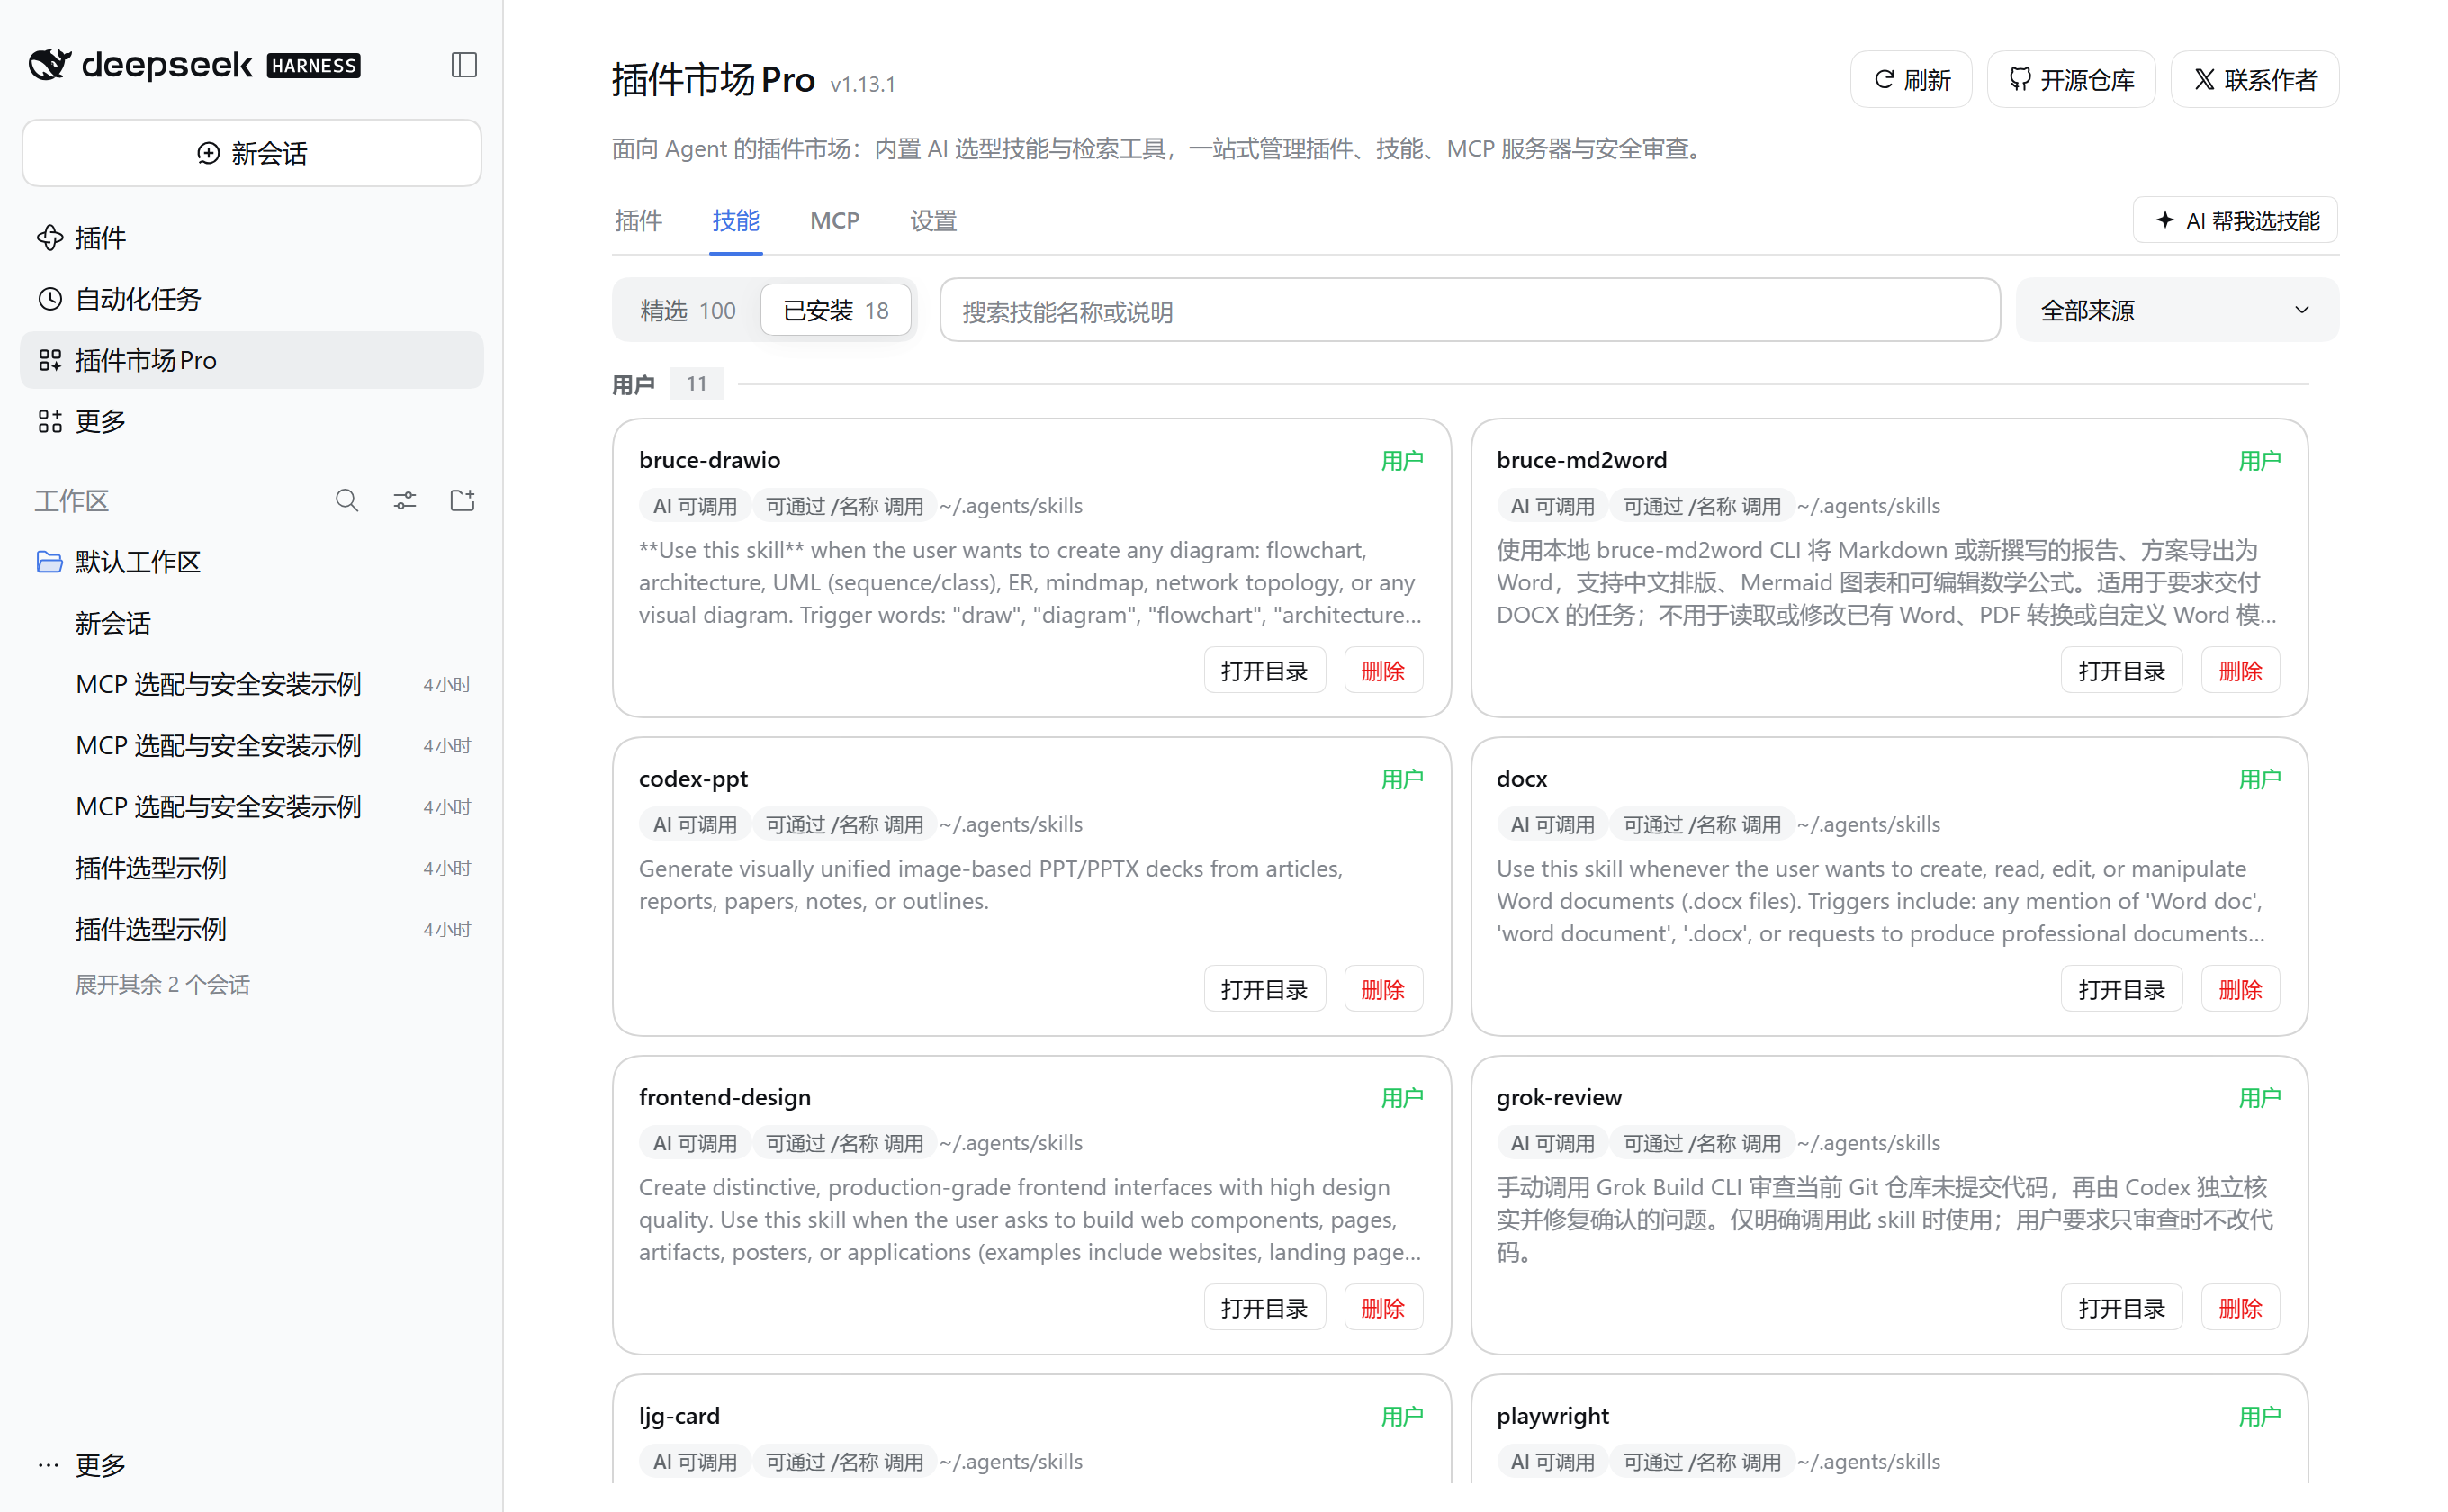 deepseek HARNESS
新会话
插件
自动化任务
插件市场Pro
更多
工作区
默认工作区
新会话
MCP 选配与安全安装示例 4小时
MCP 选配与安全安装示例 4小时
MCP 选配与安全安装示例 4小时
插件选型示例 4小时
插件选型示例 4小时
展开其余 2 个会话
更多
插件市场Pro v1.13.1
刷新
开源仓库
联系作者
面向 Agent 的插件市场：内置 AI 选型技能与检索工具，一站式管理插件、技能、MCP 服务器与安全审查。
插件 技能 MCP 设置
AI 帮我选技能
精选 100 已安装 18
搜索技能名称或说明
全部来源
用户 11
bruce-drawio 用户
AI 可调用 可通过 /名称 调用 ~/.agents/skills
**Use this skill** when the user wants to create any diagram: flowchart,
architecture, UML (sequence/class), ER, mindmap, network topology, or any
visual diagram. Trigger words: "draw", "diagram", "flowchart", "architecture...
打开目录 删除
bruce-md2word 用户
AI 可调用 可通过 /名称 调用 ~/.agents/skills
使用本地 bruce-md2word CLI 将 Markdown 或新撰写的报告、方案导出为
Word，支持中文排版、Mermaid 图表和可编辑数学公式。适用于要求交付
DOCX 的任务；不用于读取或修改已有 Word、PDF 转换或自定义 Word 模...
打开目录 删除
codex-ppt 用户
AI 可调用 可通过 /名称 调用 ~/.agents/skills
Generate visually unified image-based PPT/PPTX decks from articles,
reports, papers, notes, or outlines.
打开目录 删除
docx 用户
AI 可调用 可通过 /名称 调用 ~/.agents/skills
Use this skill whenever the user wants to create, read, edit, or manipulate
Word documents (.docx files). Triggers include: any mention of 'Word doc',
'word document', '.docx', or requests to produce professional documents...
打开目录 删除
frontend-design 用户
AI 可调用 可通过 /名称 调用 ~/.agents/skills
Create distinctive, production-grade frontend interfaces with high design
quality. Use this skill when the user asks to build web components, pages,
artifacts, posters, or applications (examples include websites, landing page...
打开目录 删除
grok-review 用户
AI 可调用 可通过 /名称 调用 ~/.agents/skills
手动调用 Grok Build CLI 审查当前 Git 仓库未提交代码，再由 Codex 独立核
实并修复确认的问题。仅明确调用此 skill 时使用；用户要求只审查时不改代
码。
打开目录 删除
ljg-card 用户
AI 可调用 可通过 /名称 调用 ~/.agents/skills
playwright 用户
AI 可调用 可通过 /名称 调用 ~/.agents/skills